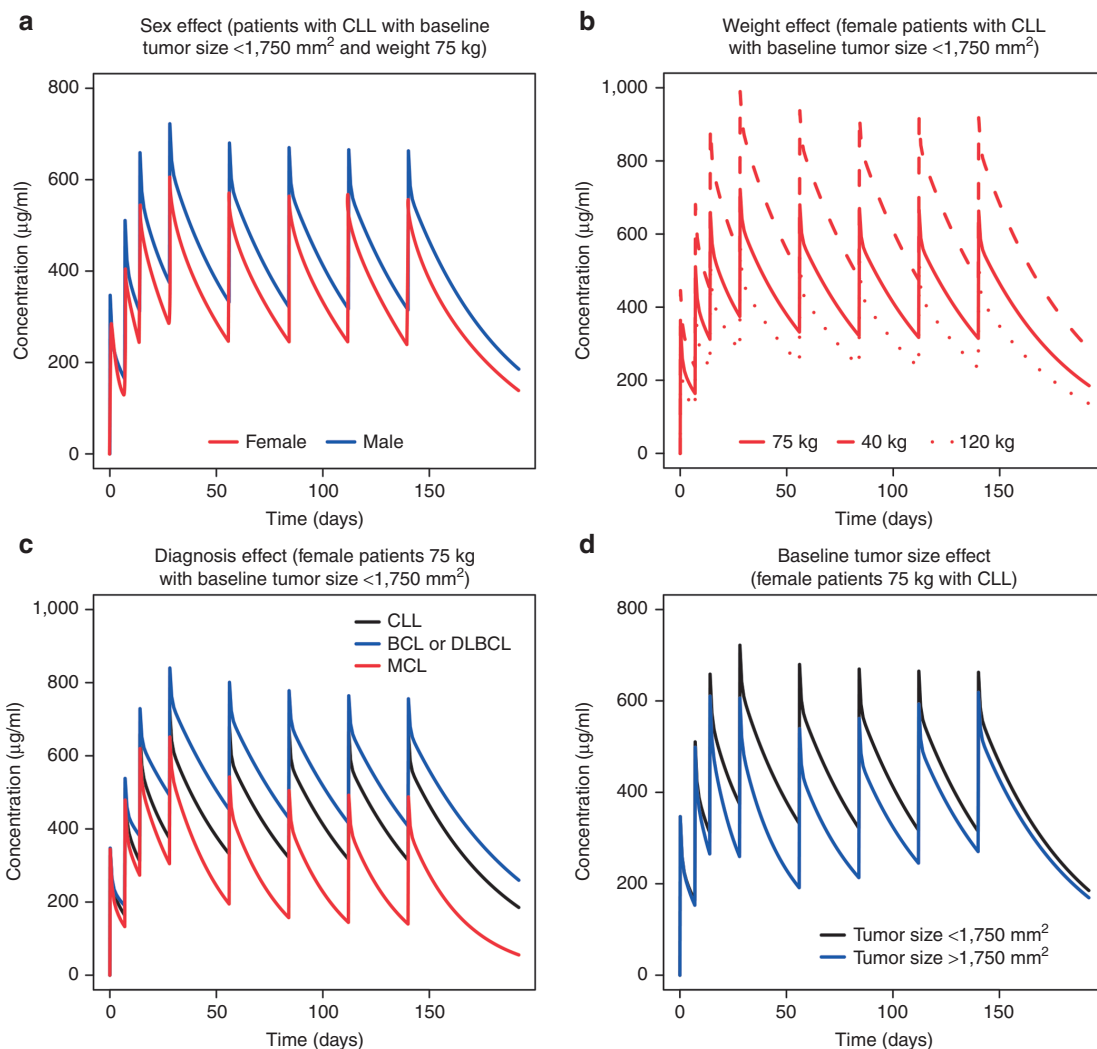 a
Sex effect (patients with CLL with baseline
tumor size <1,750 mm²
and weight 75 kg)
800
600
400
200
0
Concentration (µg/ml)
Female
Male
0
50
100
150
Time (days)
b
Weight effect (female patients with CLL
with baseline tumor size <1,750 mm²)
1,000
800
600
400
200
0
Concentration (µg/ml)
75 kg
40 kg
120 kg
0
50
100
150
Time (days)
c
Diagnosis effect (female patients 75 kg
with baseline tumor size <1,750 mm²)
1,000
800
600
400
200
0
Concentration (µg/ml)
CLL
BCL or DLBCL
MCL
0
50
100
150
Time (days)
d
Baseline tumor size effect
(female patients 75 kg with CLL)
800
600
400
200
0
Concentration (µg/ml)
Tumor size <1,750 mm²
Tumor size >1,750 mm²
0
50
100
150
Time (days)